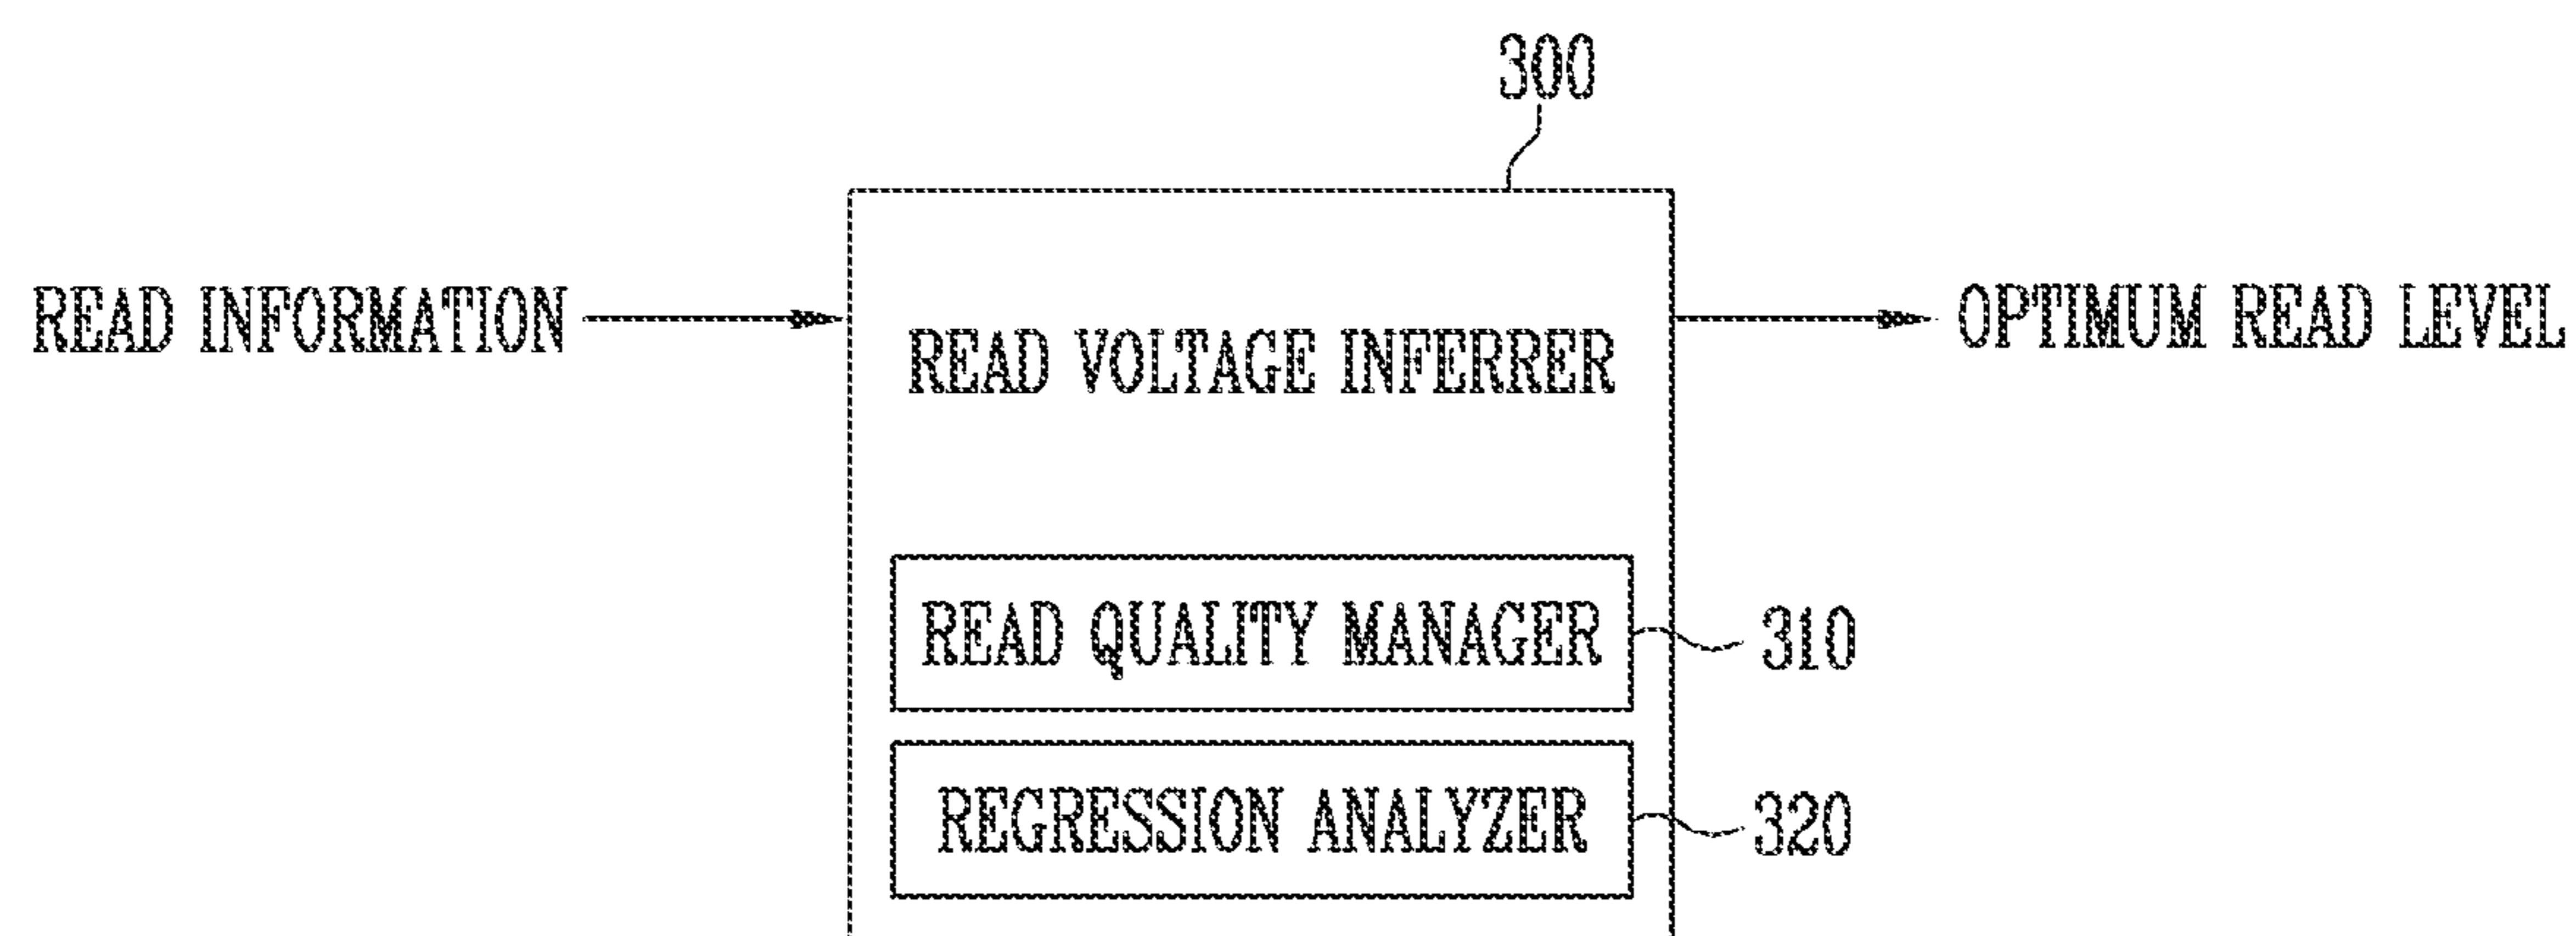 300
READ INFORMATION
OPTIMUM READ LEVEL
READ VOLTAGE INFERRER
READ QUALITY MANAGER
310
REGRESSION ANALYZER
320